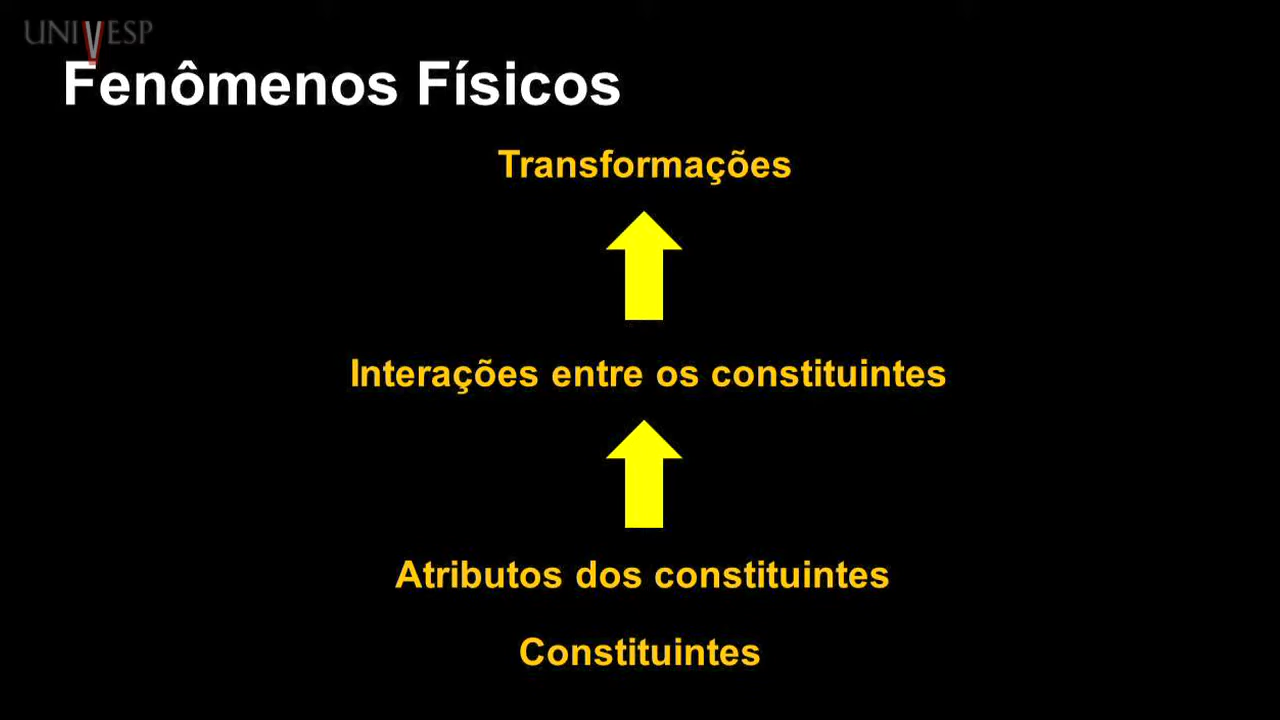 UNIVESP
Fenômenos Físicos
Transformações
Interações entre os constituintes
Atributos dos constituintes
Constituintes